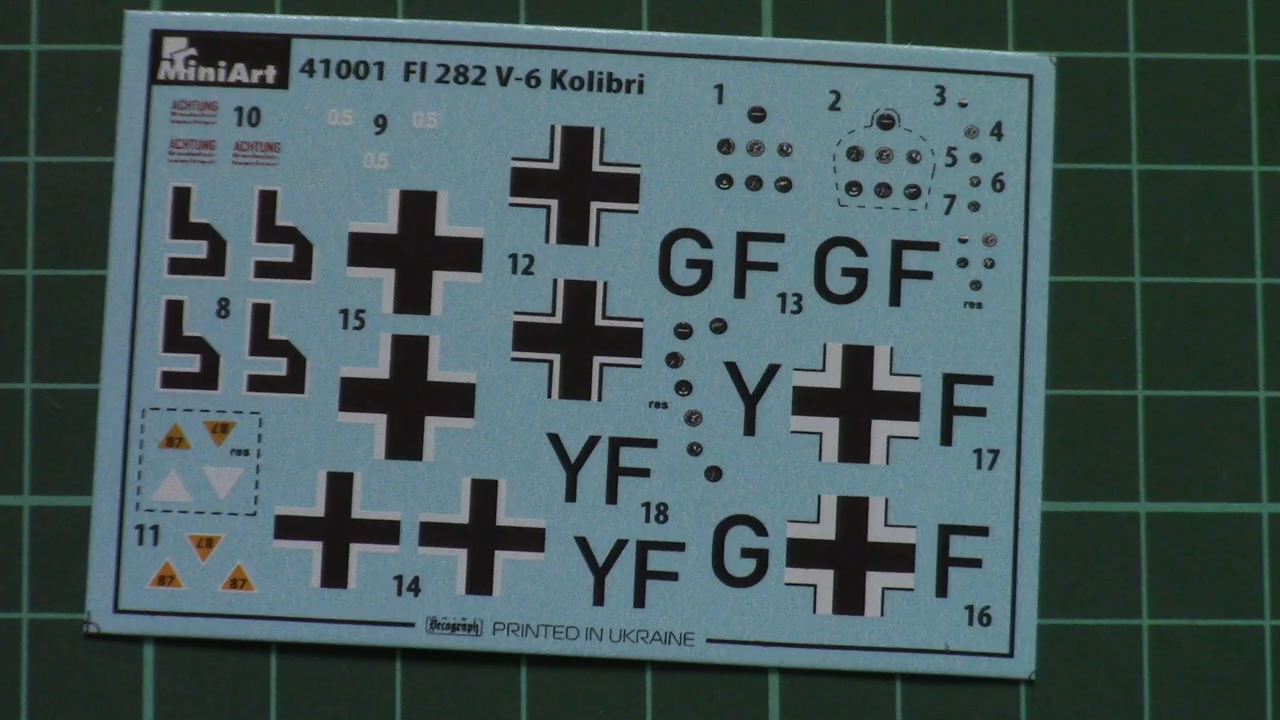 MiniArt 41001 Fl 282 V-6 Kolibri
1 2 3
4
5
6
7
ACHTUNG 10
ACHTUNG ACHTUNG
0.5 9 0.5
0.5
8
15
12
GF 13 GF
res
res
Y F
17
87 87
res
11
87
87 87
14
YF
18
YF
G F
16
Decograph PRINTED IN UKRAINE